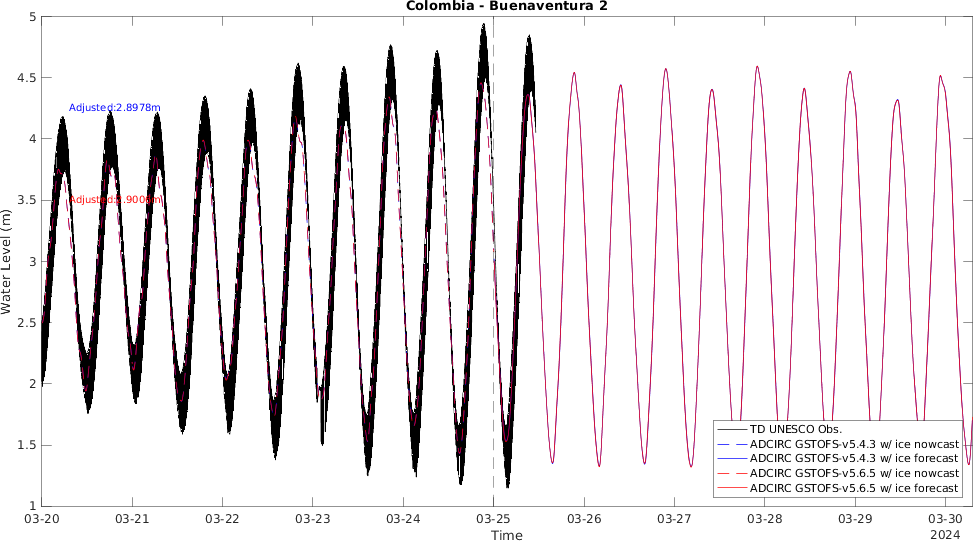 Colombia - Buenaventura 2
5
4.5
4
3.5
3
2.5
2
1.5
1
Water Level (m)
Adjusted:2.8978m
Adjusted:2.9006m
TD UNESCO Obs.
ADCIRC GSTOFS-v5.4.3 w/ ice nowcast
ADCIRC GSTOFS-v5.4.3 w/ ice forecast
ADCIRC GSTOFS-v5.6.5 w/ ice nowcast
ADCIRC GSTOFS-v5.6.5 w/ ice forecast
03-20 03-21 03-22 03-23 03-24 03-25 03-26 03-27 03-28 03-29 03-30
Time
2024